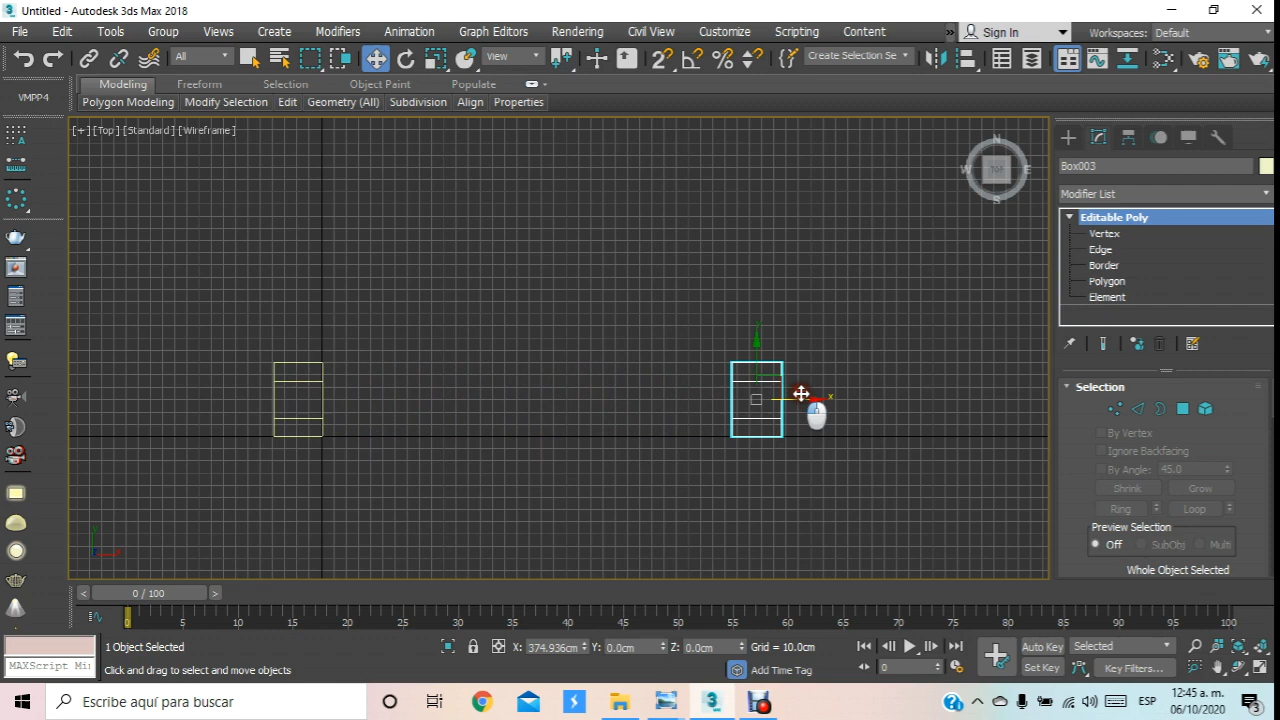 3 Untitled - Autodesk 3ds Max 2018
File Edit Tools Group Views Create Modifiers Animation Graph Editors Rendering Civil View Customize Scripting Content » Sign In Workspaces: Default
All View Create Selection Se
Modeling Freeform Selection Object Paint Populate
VMPP4
Polygon Modeling Modify Selection Edit Geometry (All) Subdivision Align Properties
[+] [Top] [Standard] [Wireframe]
N
W TOP E
S
Box003
Modifier List
Editable Poly
Vertex
Edge
Border
Polygon
Element
x
Selection
By Vertex
Ignore Backfacing
By Angle: 45.0
Shrink Grow
Ring Loop
Preview Selection
Off SubObj Multi
Whole Object Selected
< 0 / 100 >
0 5 10 15 20 25 30 35 40 45 50 55 60 65 70 75 80 85 90 95 100
1 Object Selected X: 374.936cm Y: 0.0cm Z: 0.0cm Grid = 10.0cm Auto Key Selected
MAXScript Mi Click and drag to select and move objects Add Time Tag 0 Set Key Key Filters...
Escribe aquí para buscar
ESP
12:45 a. m.
06/10/2020
3